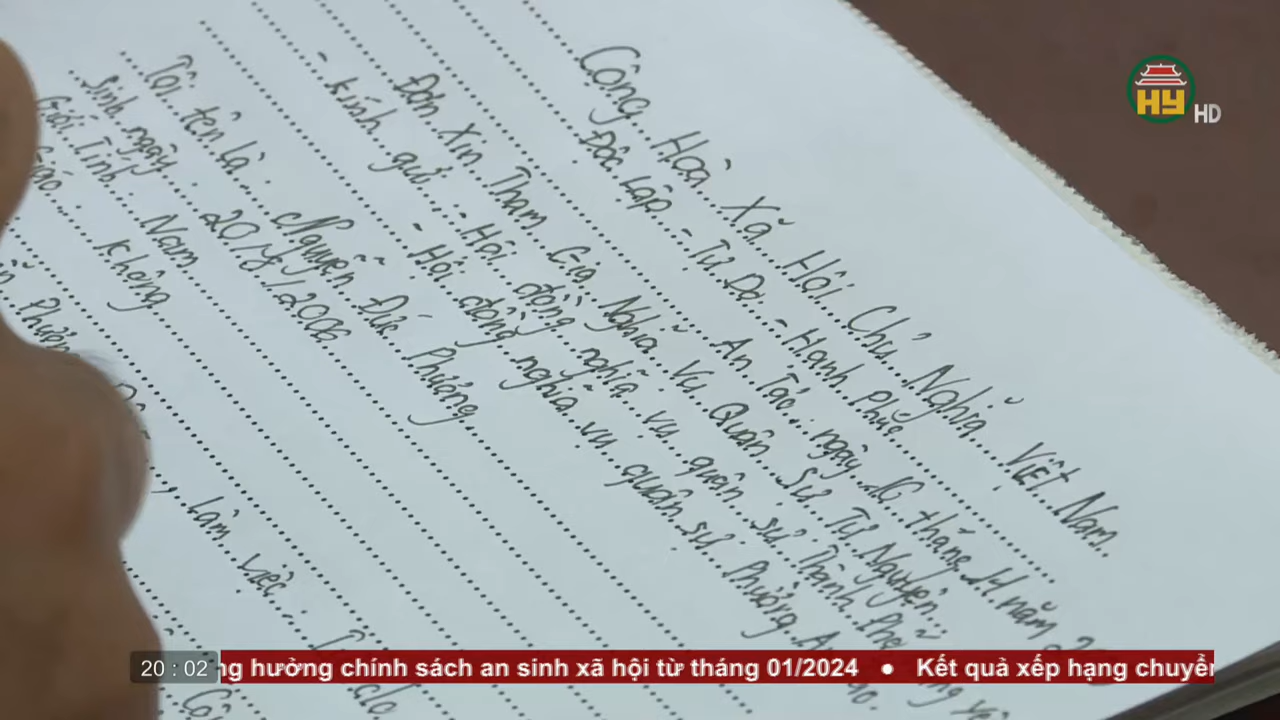 HY HD
Cộng Hoà Xã Hội Chủ Nghĩa Việt Nam.
Độc Lập - Tự Do - Hạnh Phúc
An Tảo, ngày 16 tháng 11 năm
Đơn Xin Tham Gia Nghĩa Vụ Quân Sự Tự Nguyện
- kính gửi: - Hội đồng nghĩa vụ quân sự Thành Phố
- Hội đồng nghĩa vụ quân sự Phường An
Tôi tên là: Nguyễn Đức Phương
Sinh ngày: 20/8/2006
Giới Tính: Nam
không
làm việc
20 : 02 ng hưởng chính sách an sinh xã hội từ tháng 01/2024 ● Kết quả xếp hạng chuyển